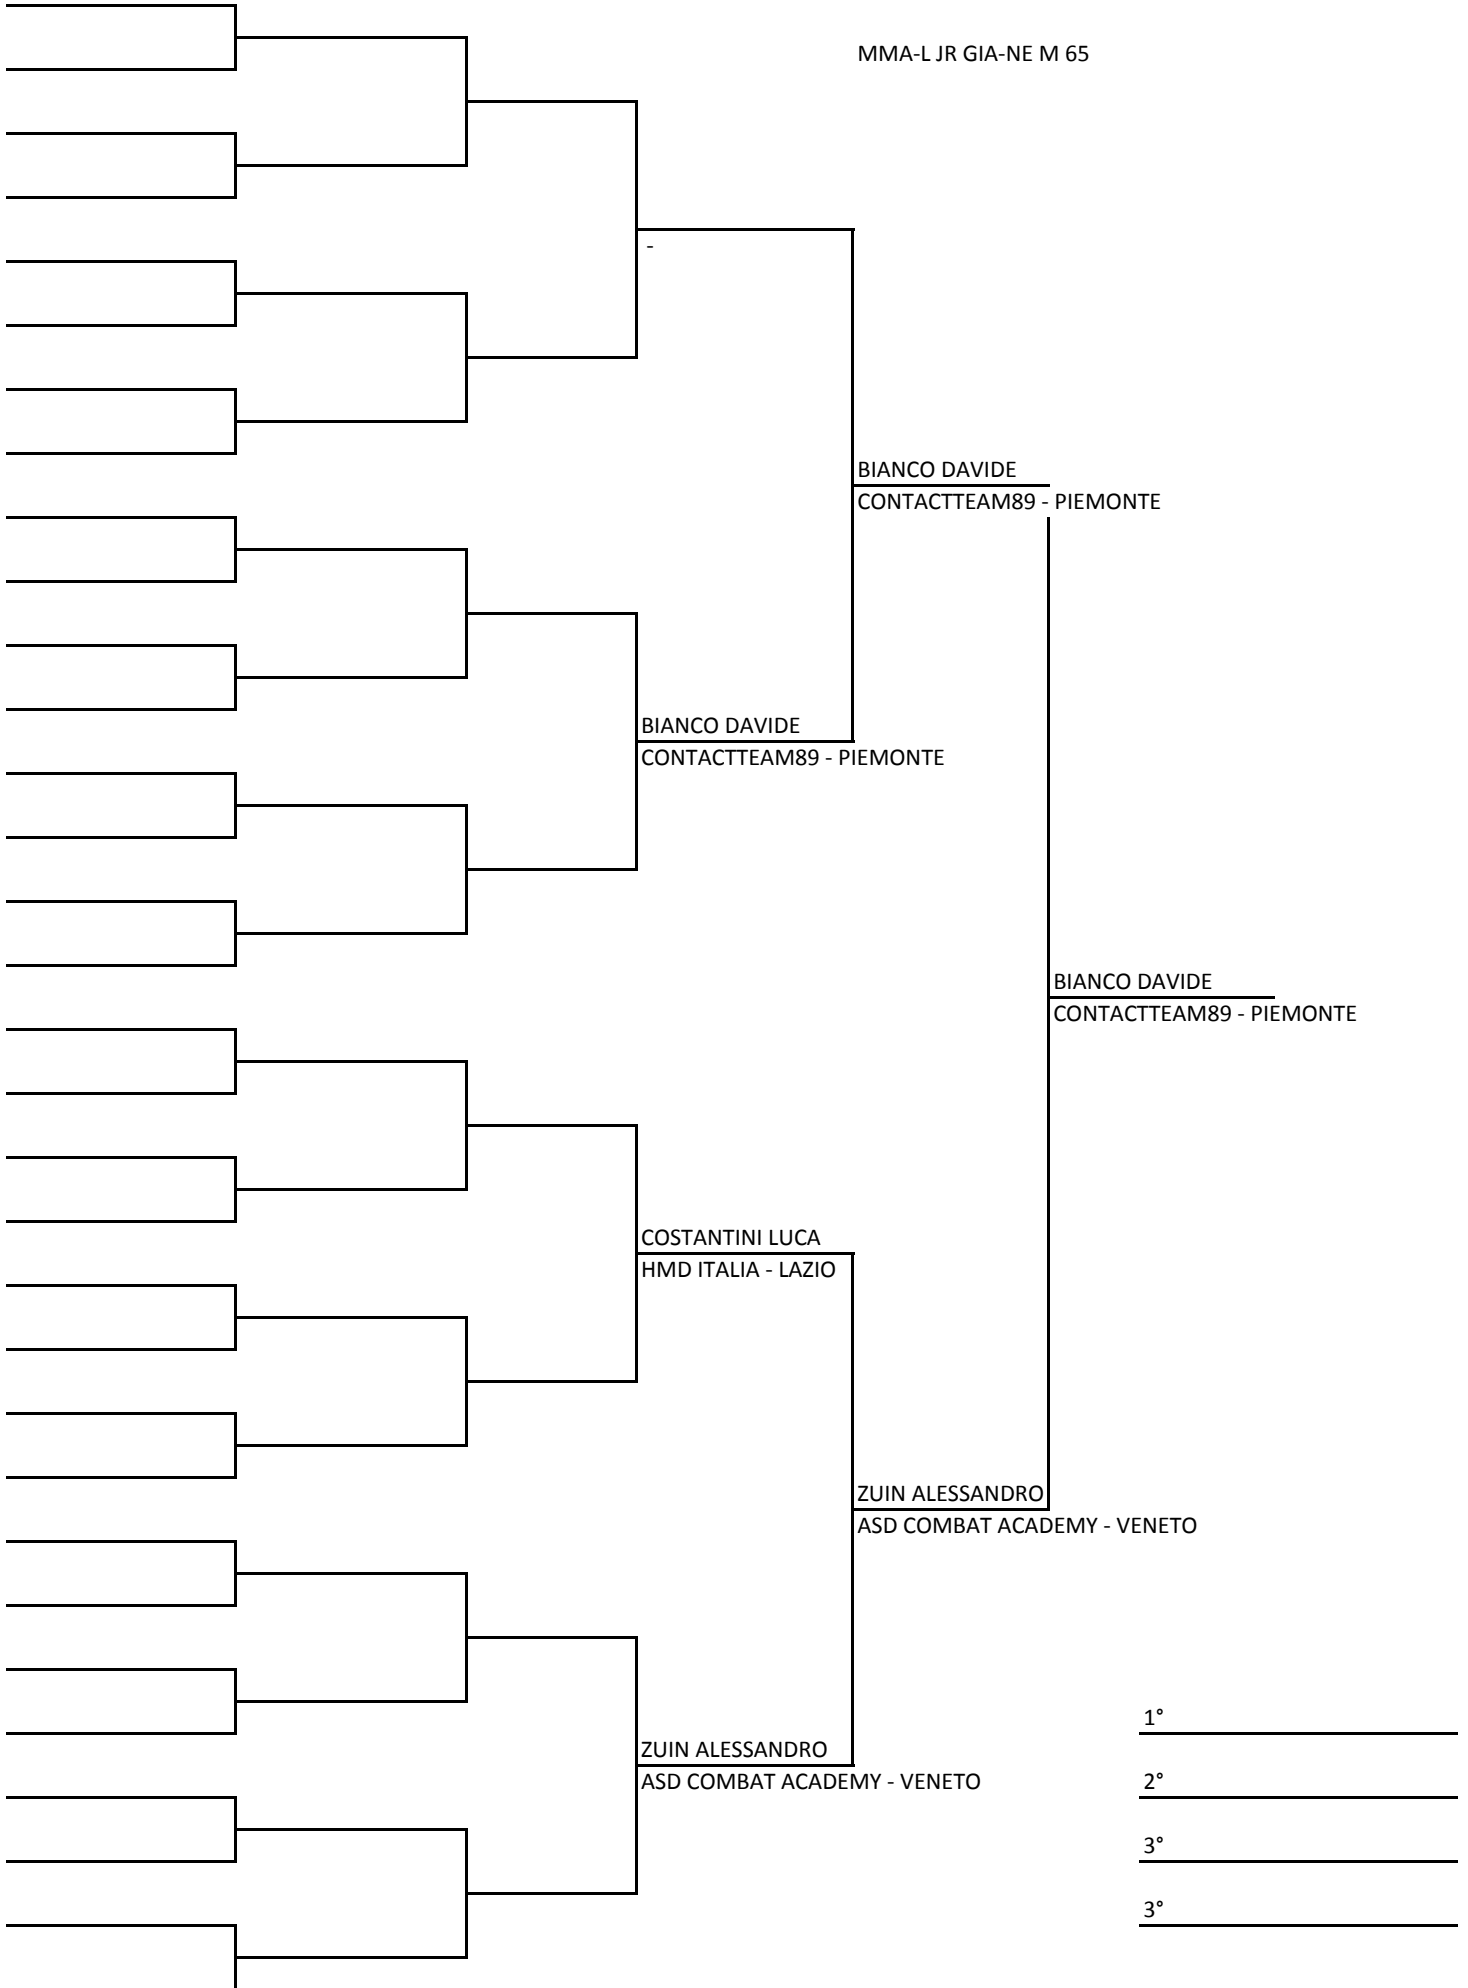 MMA-L JR GIA-NE M 65
-
BIANCO DAVIDE
CONTACTTEAM89 - PIEMONTE
BIANCO DAVIDE
CONTACTTEAM89 - PIEMONTE
BIANCO DAVIDE
CONTACTTEAM89 - PIEMONTE
COSTANTINI LUCA
HMD ITALIA - LAZIO
ZUIN ALESSANDRO
ASD COMBAT ACADEMY - VENETO
1°
ZUIN ALESSANDRO
ASD COMBAT ACADEMY - VENETO
2°
3°
3°